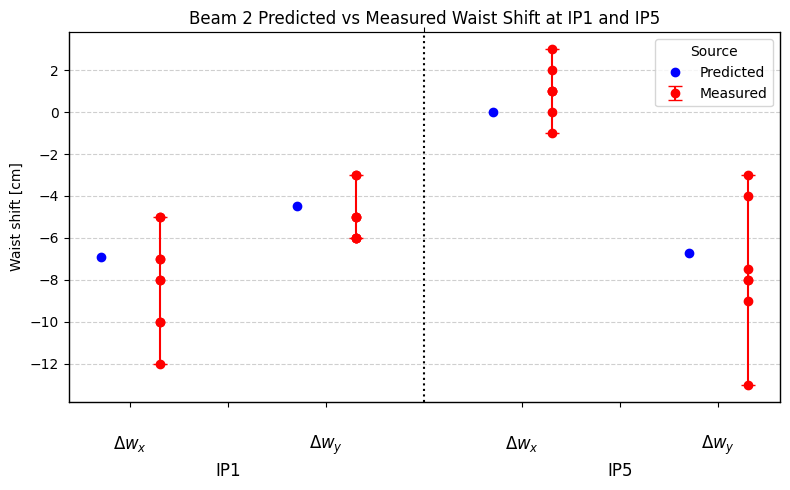 Beam 2 Predicted vs Measured Waist Shift at IP1 and IP5
Source
Predicted
Measured
Waist shift [cm]
2
0
−2
−4
−6
−8
−10
−12
Δw_x
Δw_y
Δw_x
Δw_y
IP1
IP5